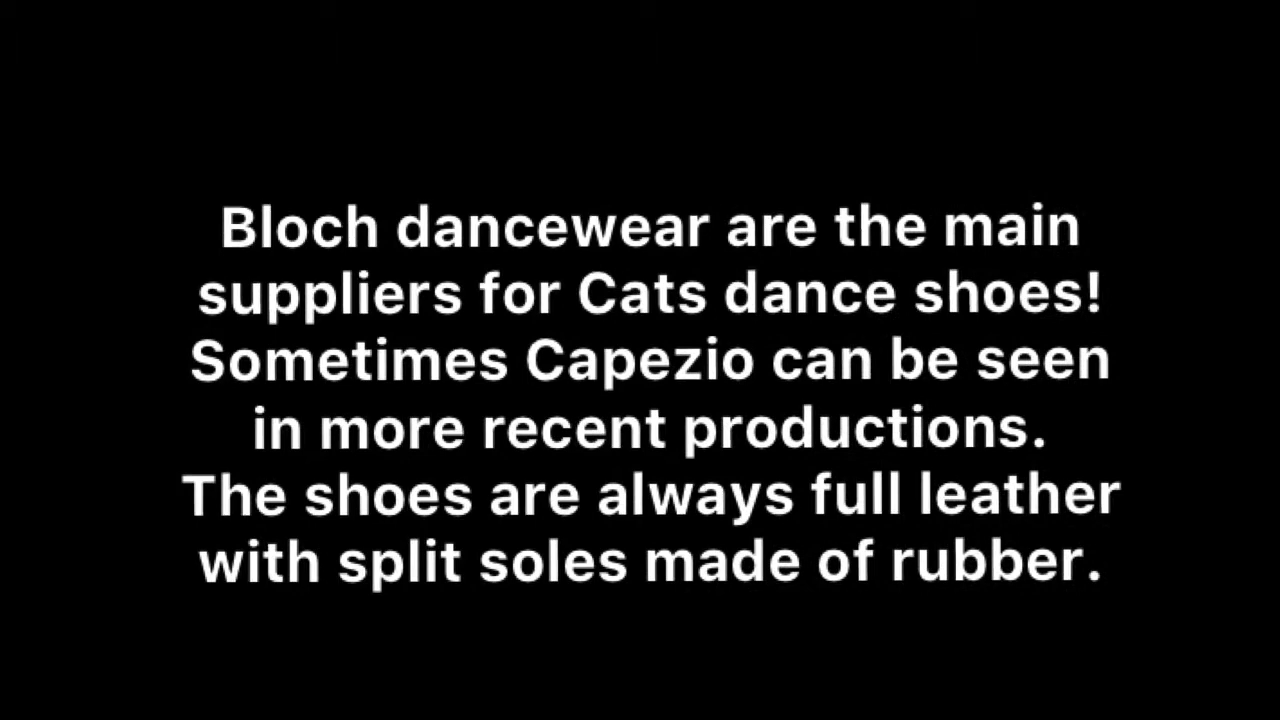 Bloch dancewear are the main
suppliers for Cats dance shoes!
Sometimes Capezio can be seen
in more recent productions.
The shoes are always full leather
with split soles made of rubber.